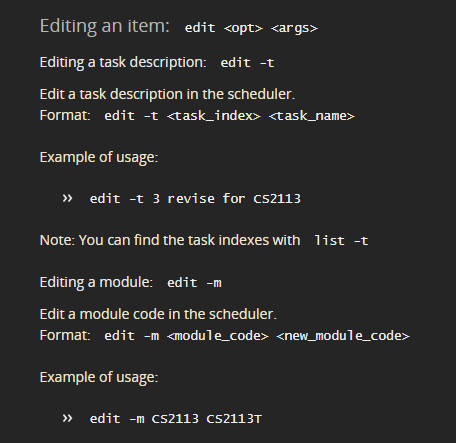 Editing an item: edit <opt> <args>
Editing a task description: edit -t
Edit a task description in the scheduler.
Format: edit -t <task_index> <task_name>
Example of usage:
» edit -t 3 revise for CS2113
Note: You can find the task indexes with list -t
Editing a module: edit -m
Edit a module code in the scheduler.
Format: edit -m <module_code> <new_module_code>
Example of usage:
» edit -m CS2113 CS2113T